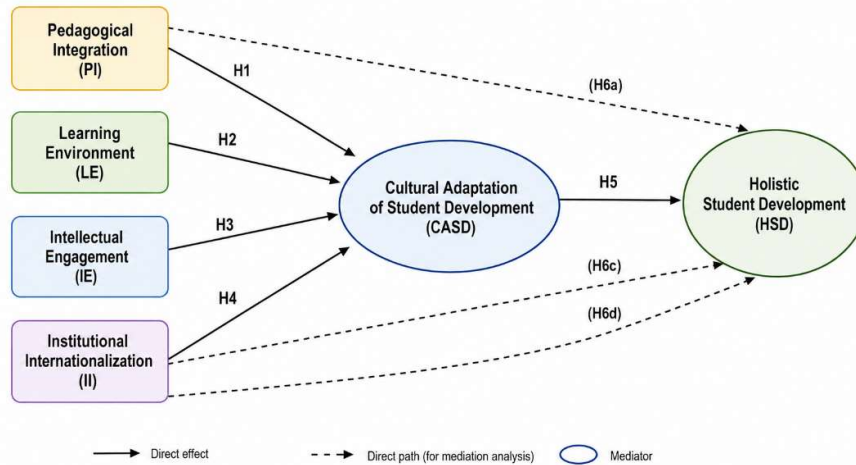 Pedagogical
Integration
(PI)
H1
(H6a)
Learning
Environment
(LE)
H2
Cultural Adaptation
of Student Development
(CASD)
H5
Holistic
Student Development
(HSD)
Intellectual
Engagement
(IE)
H3
H4
(H6c)
(H6d)
Institutional
Internationalization
(II)
Direct effect
Direct path (for mediation analysis)
Mediator